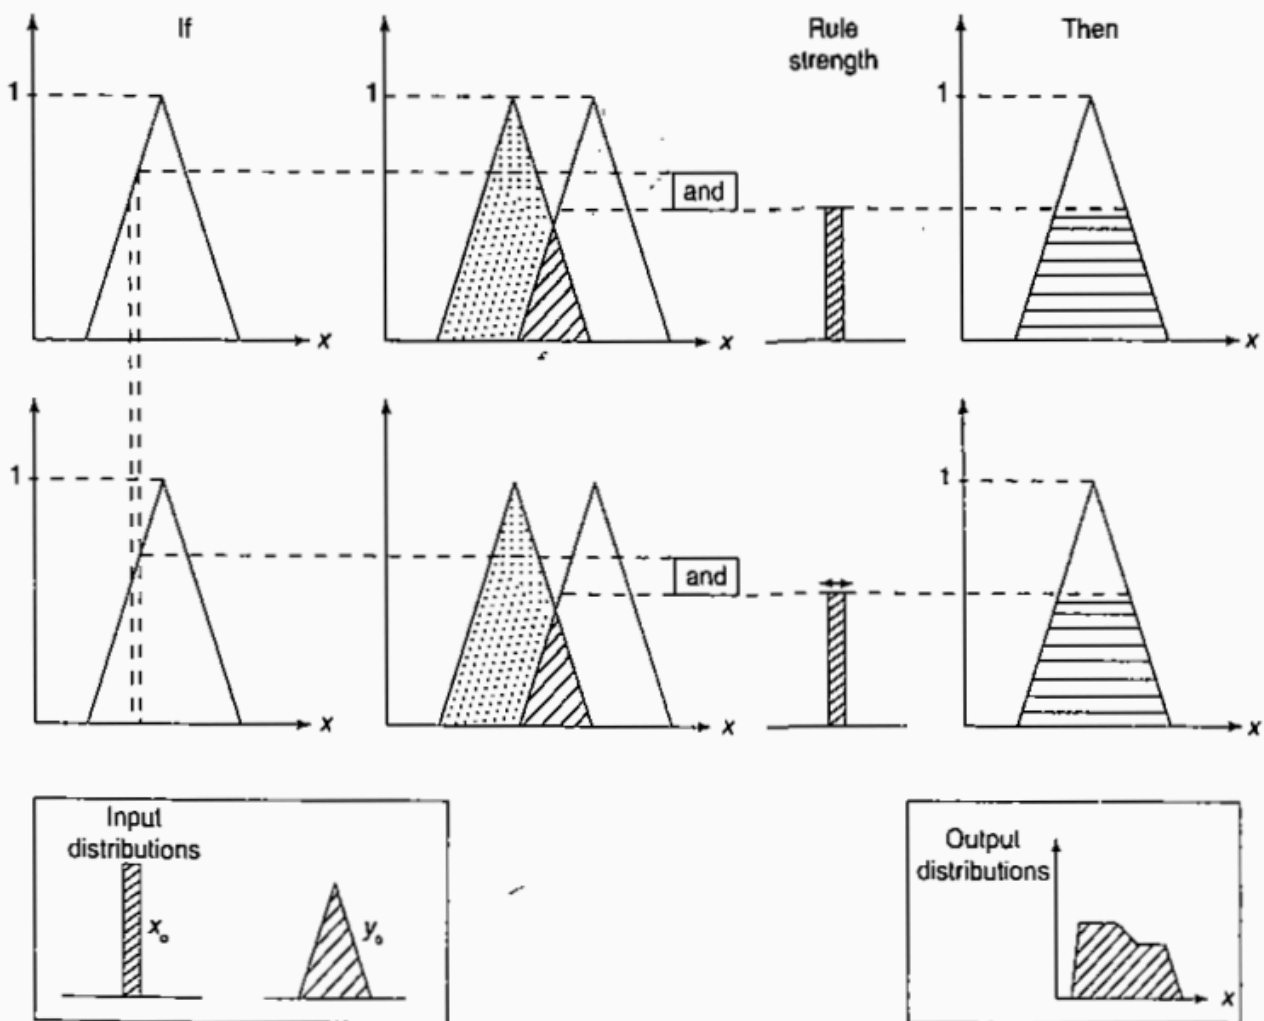 If
Rule
strength
Then
1
1
1
and
x
x
x
1
1
and
x
x
x
Input
distributions
x₀
y₀
Output
distributions
x